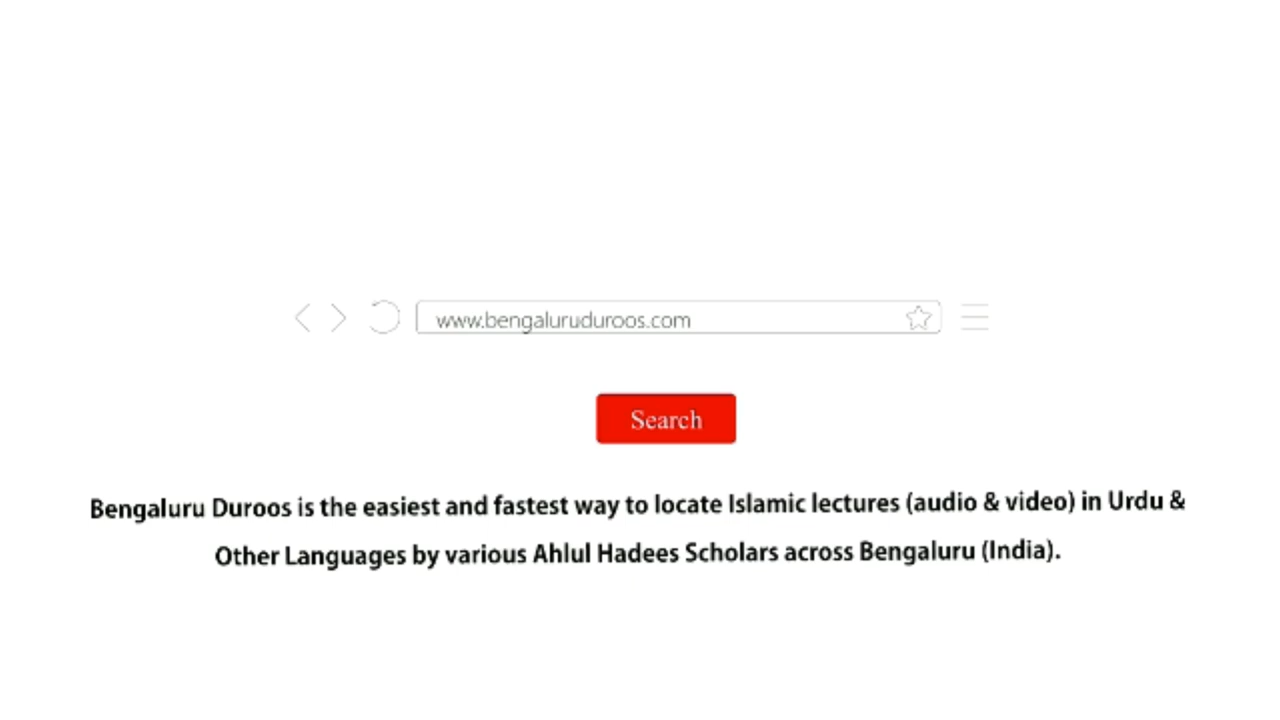 www.bengaluruduroos.com
Search
Bengaluru Duroos is the easiest and fastest way to locate Islamic lectures (audio & video) in Urdu &
Other Languages by various Ahlul Hadees Scholars across Bengaluru (India).